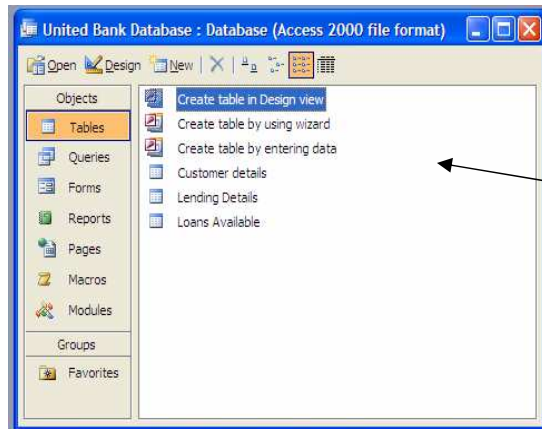 United Bank Database : Database (Access 2000 file format)
Open Design New
Objects
Tables
Queries
Forms
Reports
Pages
Macros
Modules
Groups
Favorites
Create table in Design view
Create table by using wizard
Create table by entering data
Customer details
Lending Details
Loans Available